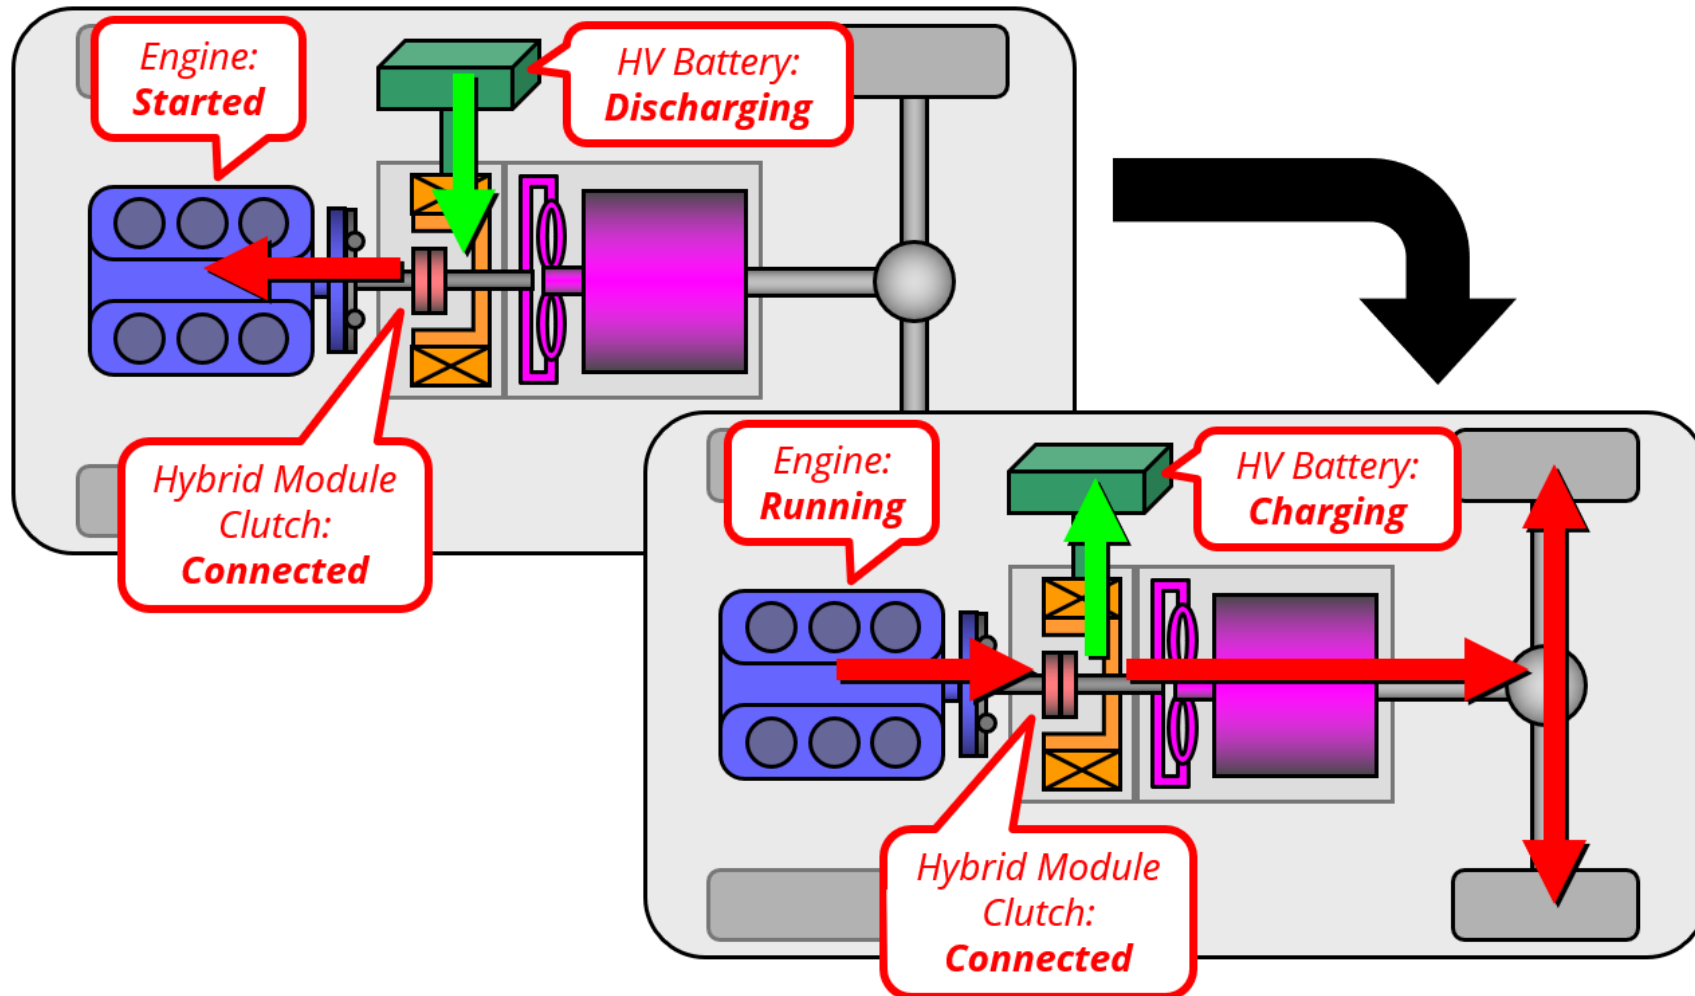 Engine:
Started
HV Battery:
Discharging
Hybrid Module
Clutch:
Connected
Engine:
Running
HV Battery:
Charging
Hybrid Module
Clutch:
Connected